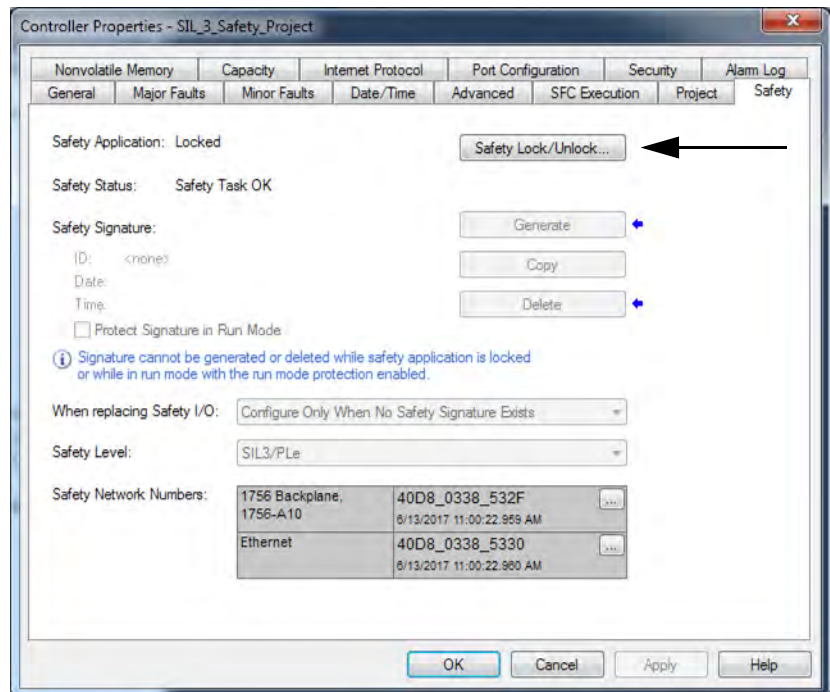 Controller Properties - SIL_3_Safety_Project
Nonvolatile Memory Capacity Internet Protocol Port Configuration Security Alarm Log
General Major Faults Minor Faults Date/Time Advanced SFC Execution Project Safety
Safety Application: Locked Safety Lock/Unlock...
Safety Status: Safety Task OK
Safety Signature: Generate
ID: <none> Copy
Date:
Time: Delete
Protect Signature in Run Mode
Signature cannot be generated or deleted while safety application is locked
or while in run mode with the run mode protection enabled.
When replacing Safety I/O: Configure Only When No Safety Signature Exists
Safety Level: SIL3/PLe
Safety Network Numbers: 1756 Backplane, 40D8_0338_532F ...
1756-A10 6/13/2017 11:00:22.959 AM
Ethernet 40D8_0338_5330 ...
6/13/2017 11:00:22.960 AM
OK Cancel Apply Help